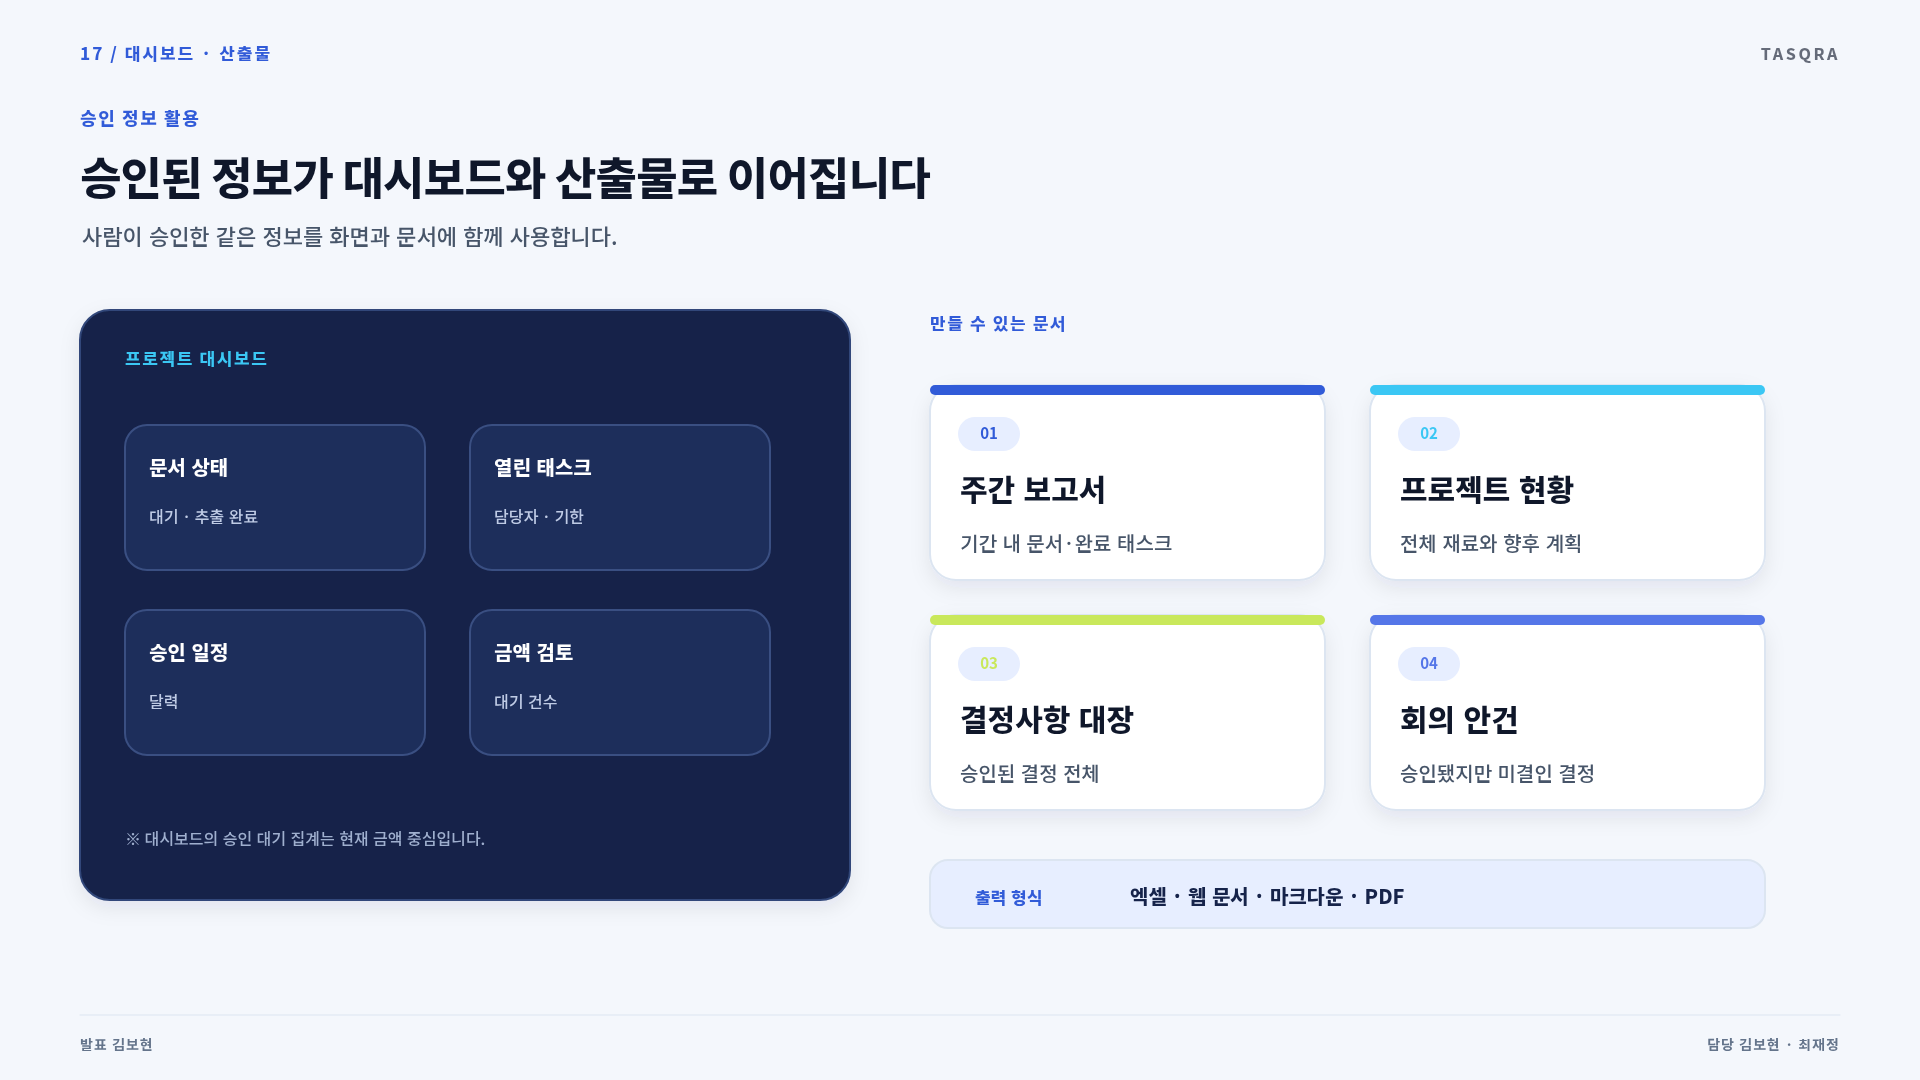 17 / 대시보드 · 산출물
TASQRA
승인 정보 활용
승인된 정보가 대시보드와 산출물로 이어집니다
사람이 승인한 같은 정보를 화면과 문서에 함께 사용합니다.
프로젝트 대시보드
문서 상태
대기 · 추출 완료
열린 태스크
담당자 · 기한
승인 일정
달력
금액 검토
대기 건수
※ 대시보드의 승인 대기 집계는 현재 금액 중심입니다.
만들 수 있는 문서
01
주간 보고서
기간 내 문서·완료 태스크
02
프로젝트 현황
전체 재료와 향후 계획
03
결정사항 대장
승인된 결정 전체
04
회의 안건
승인됐지만 미결인 결정
출력 형식
엑셀 · 웹 문서 · 마크다운 · PDF
발표 김보현
담당 김보현 · 최재정